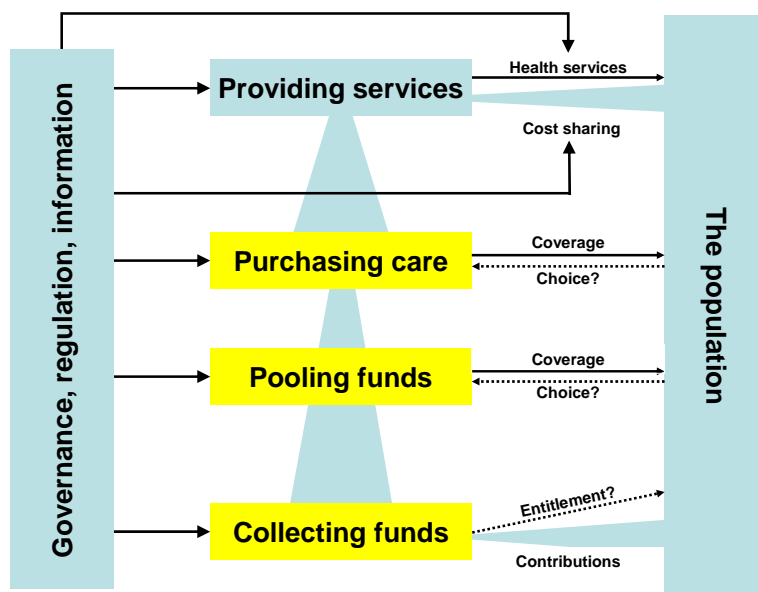 Governance, regulation, information
Providing services
Health services
Cost sharing
Purchasing care
Coverage
Choice?
Pooling funds
Coverage
Choice?
Collecting funds
Entitlement?
Contributions
The population